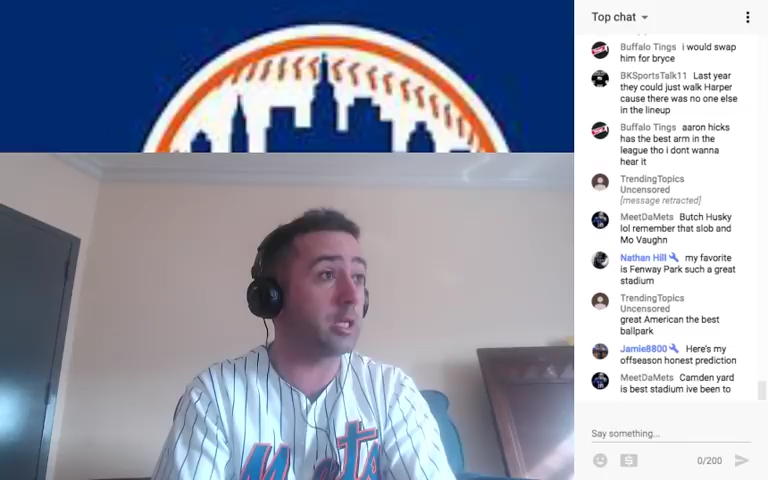 Top chat
Buffalo Tings i would swap
him for bryce
BKSportsTalk11 Last year
they could just walk Harper
cause there was no one else
in the lineup
Buffalo Tings aaron hicks
has the best arm in the
league tho i dont wanna
hear it
TrendingTopics
Uncensored
[message retracted]
MeetDaMets Butch Husky
lol remember that slob and
Mo Vaughn
Nathan Hill my favorite
is Fenway Park such a great
stadium
TrendingTopics
Uncensored
great American the best
ballpark
Jamie8800 Here's my
offseason honest prediction
MeetDaMets Camden yard
is best stadium ive been to
Say something...
0/200
Mets